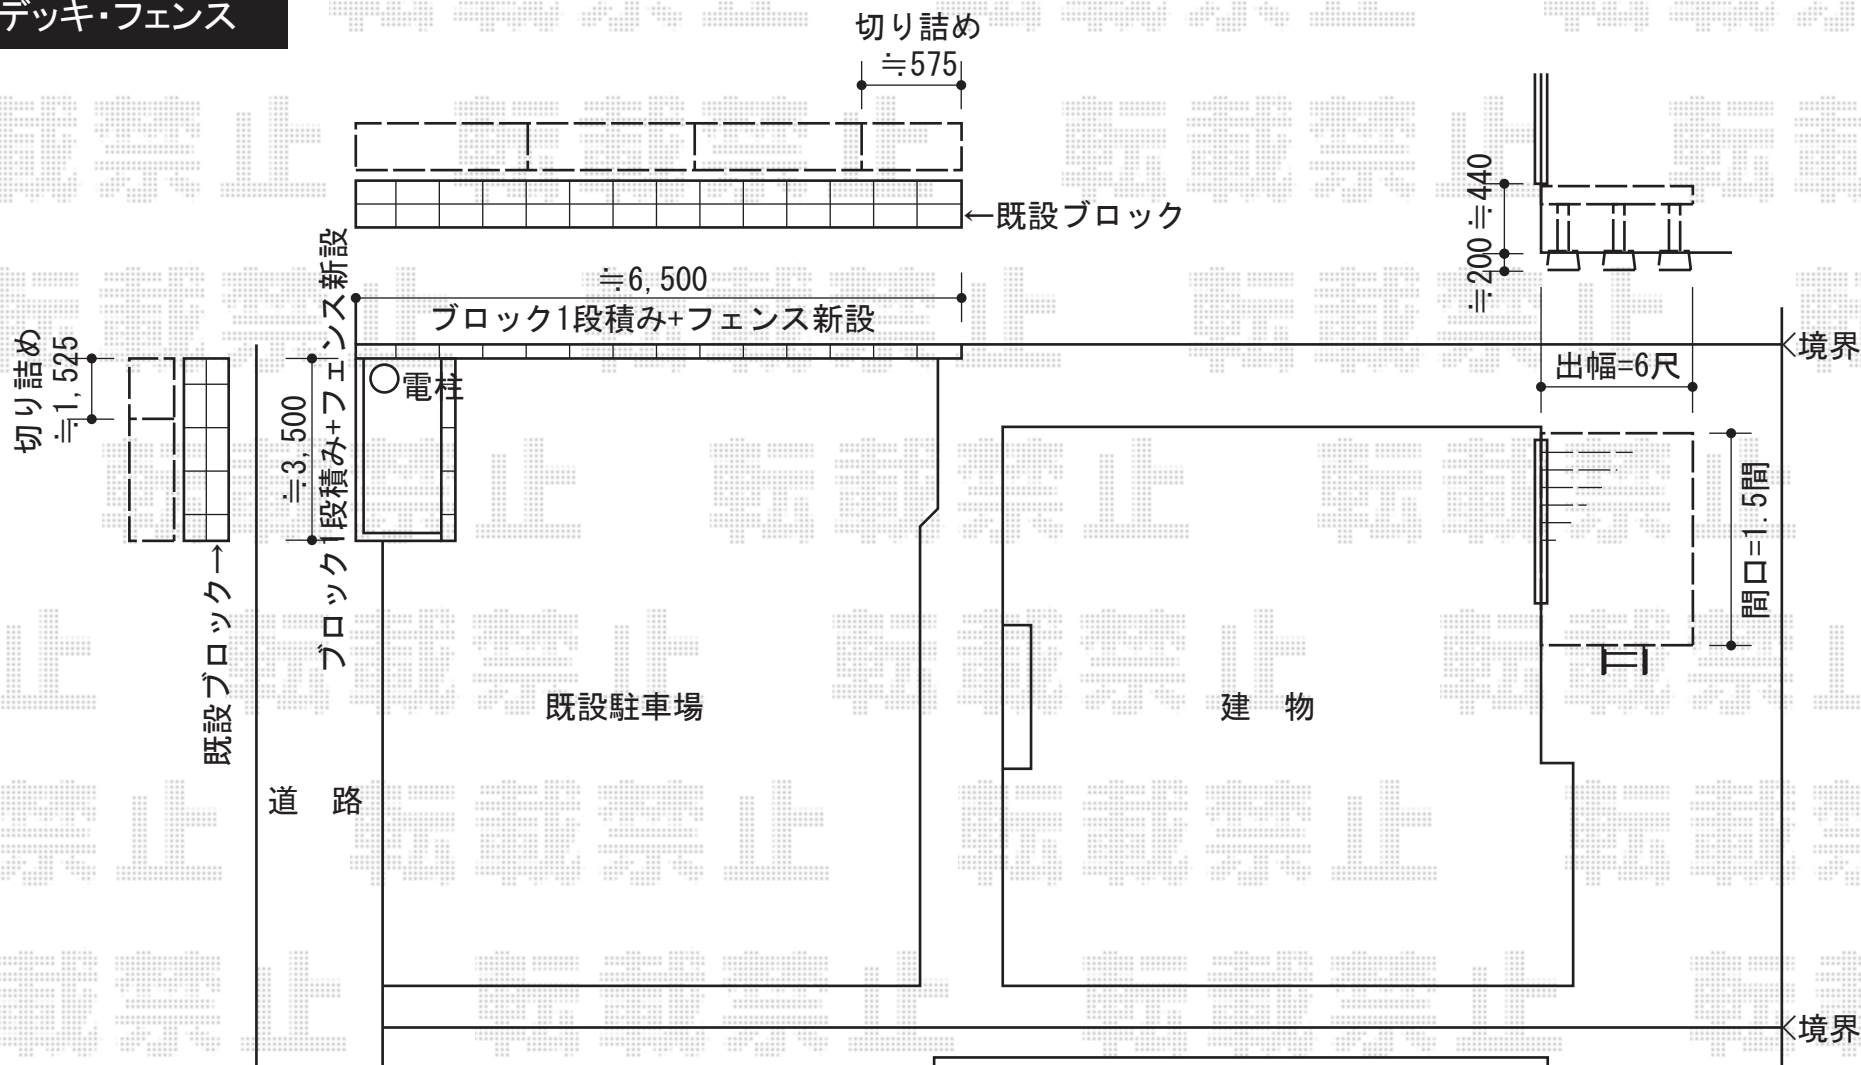 デッキ・フェンス
切り詰め
≒575
←既設ブロック
≒6,500
ブロック1段積み+フェンス新設
切り詰め
≒1,525
≒3,500
ブロック1段積み+フェンス新設
電柱
既設ブロック→
道 路
既設駐車場
建 物
≒440
≒200
出幅=6尺
間口=1.5間
境界
境界
転載禁止